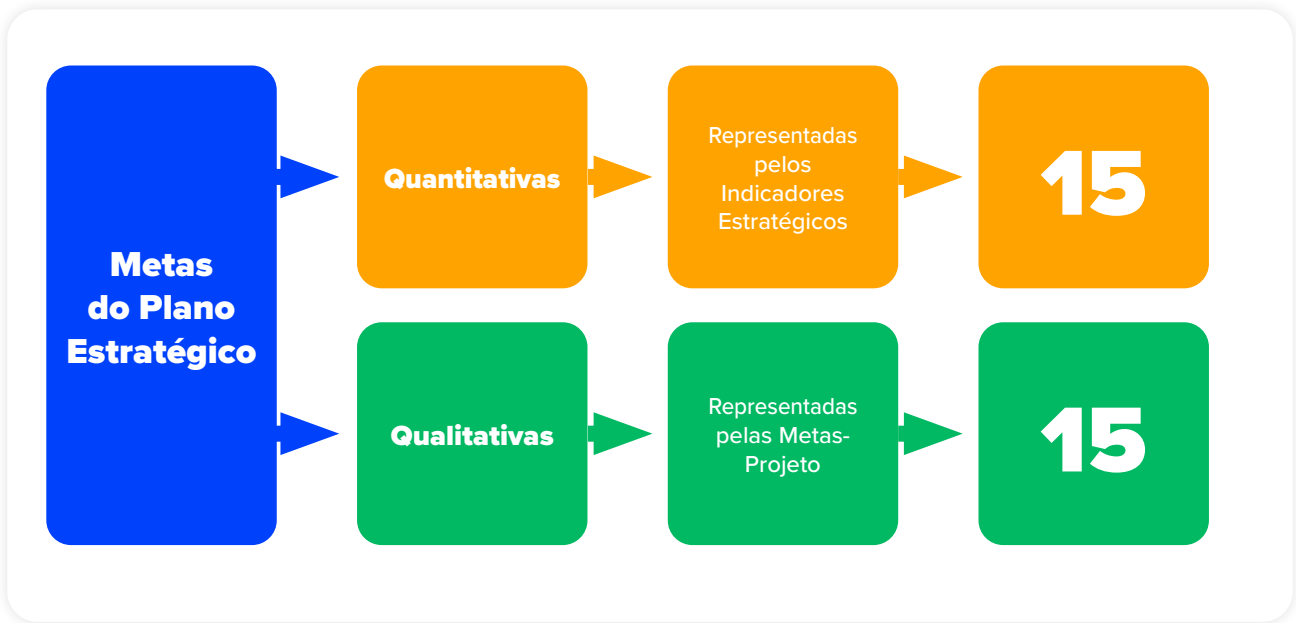 Metas
do Plano
Estratégico
Quantitativas
Representadas
pelos
Indicadores
Estratégicos
15
Qualitativas
Representadas
pelas Metas-
Projeto
15